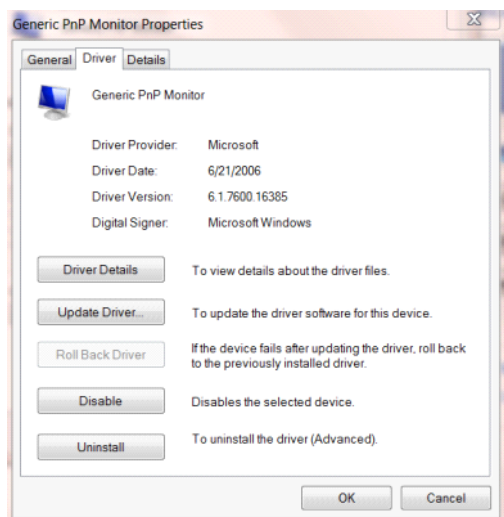 Generic PnP Monitor Properties
General Driver Details
Generic PnP Monitor
Driver Provider: Microsoft
Driver Date: 6/21/2006
Driver Version: 6.1.7600.16385
Digital Signer: Microsoft Windows
Driver Details To view details about the driver files.
Update Driver... To update the driver software for this device.
Roll Back Driver If the device fails after updating the driver, roll back
to the previously installed driver.
Disable Disables the selected device.
Uninstall To uninstall the driver (Advanced).
OK Cancel